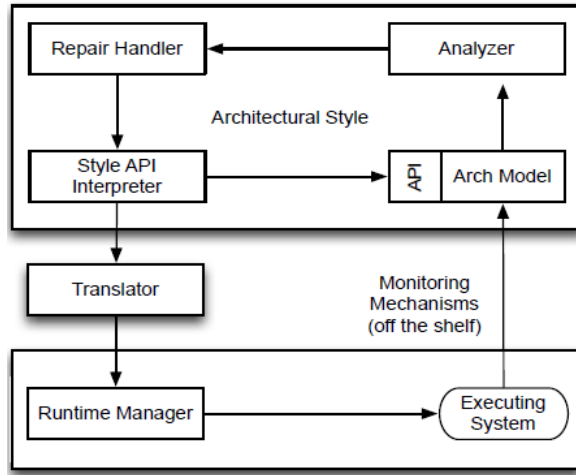 Repair Handler
Analyzer
Architectural Style
Style API
Interpreter
API
Arch Model
Translator
Monitoring
Mechanisms
(off the shelf)
Runtime Manager
Executing
System